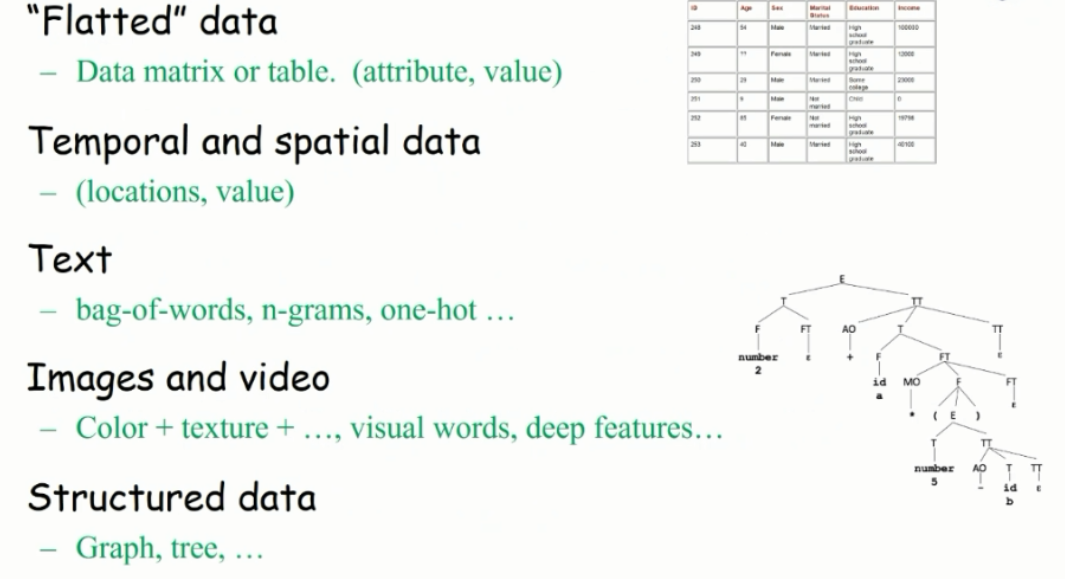 “Flatted” data
– Data matrix or table. (attribute, value)
Temporal and spatial data
– (locations, value)
Text
– bag-of-words, n-grams, one-hot …
Images and video
– Color + texture + …, visual words, deep features…
Structured data
– Graph, tree, …
ID Age Sex Marital Status Education Income
248 54 Male Married High school graduate 100000
249 Female Married High school graduate 12000
250 29 Male Married Some college 23000
251 9 Male Not married Child 0
252 85 Female Not married High school graduate 19798
253 40 Male Married High school graduate 40100
E
T TT
F FT AO T TT
number ε + F FT ε
2
id MO F FT
a * ( E ) ε
T TT
number AO T TT
5 - id ε
b